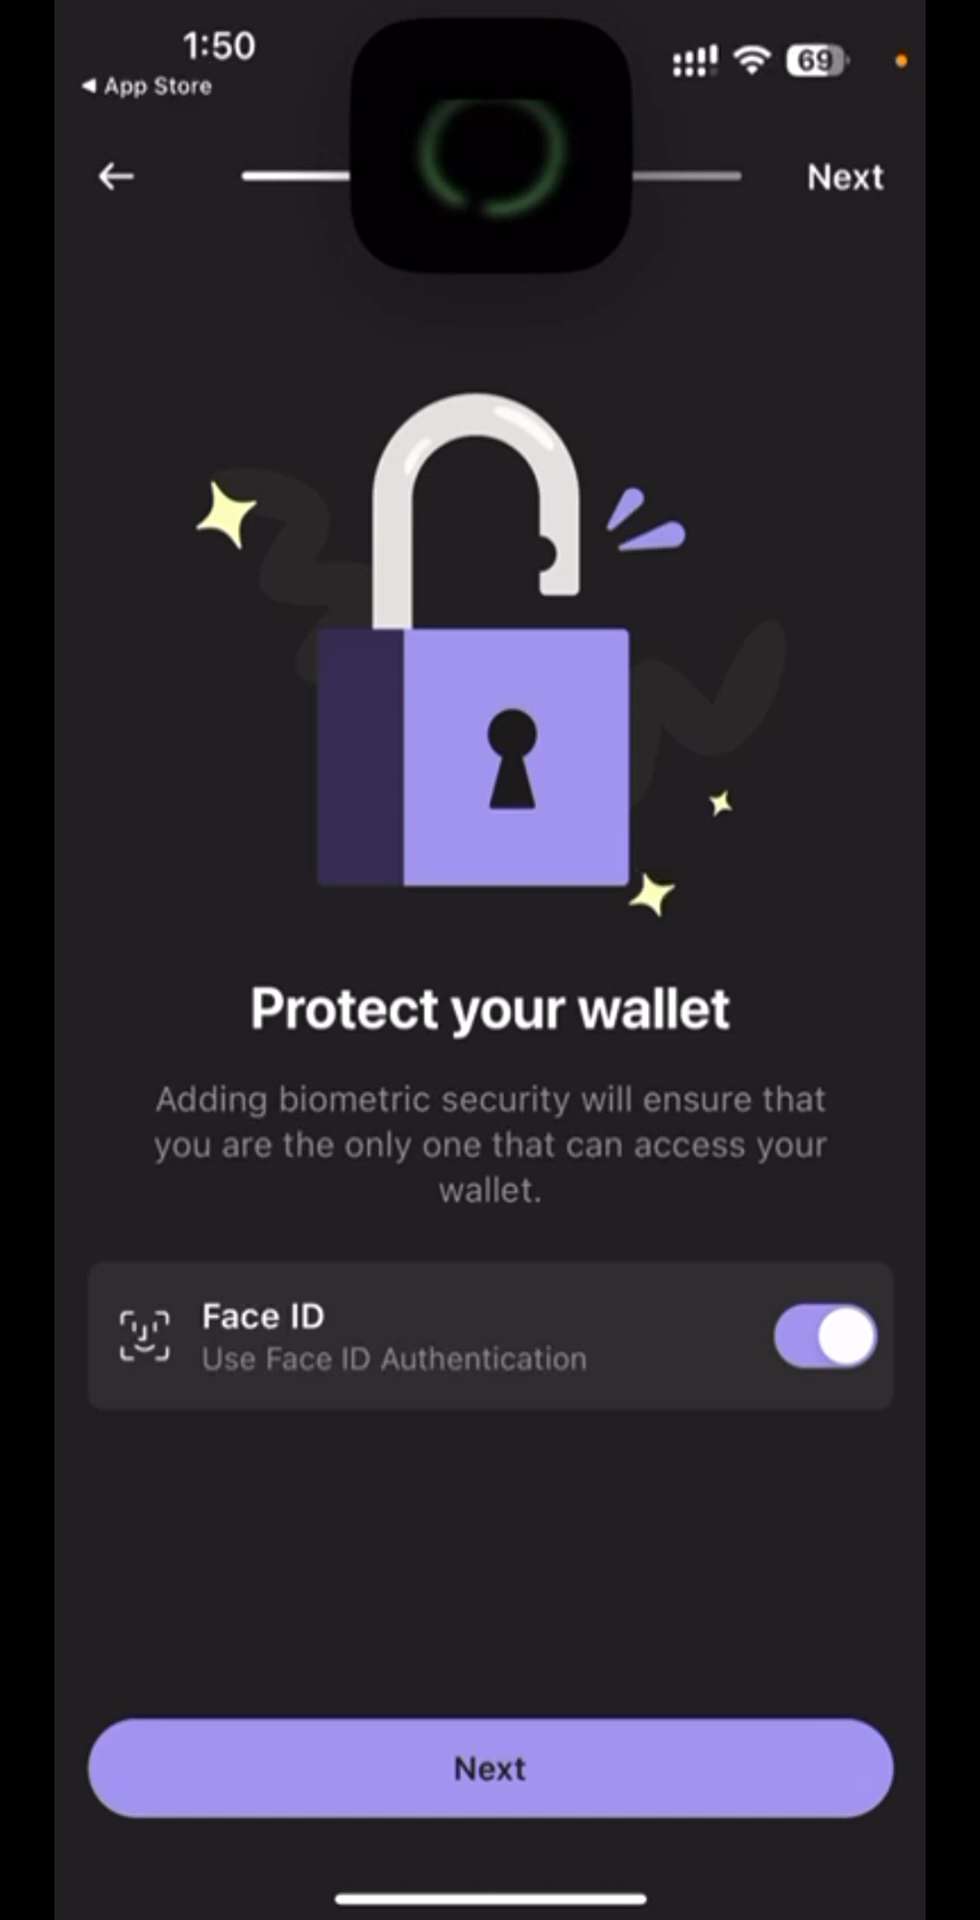 1:50
69
App Store
Next
Protect your wallet
Adding biometric security will ensure that
you are the only one that can access your
wallet.
Face ID
Use Face ID Authentication
Next